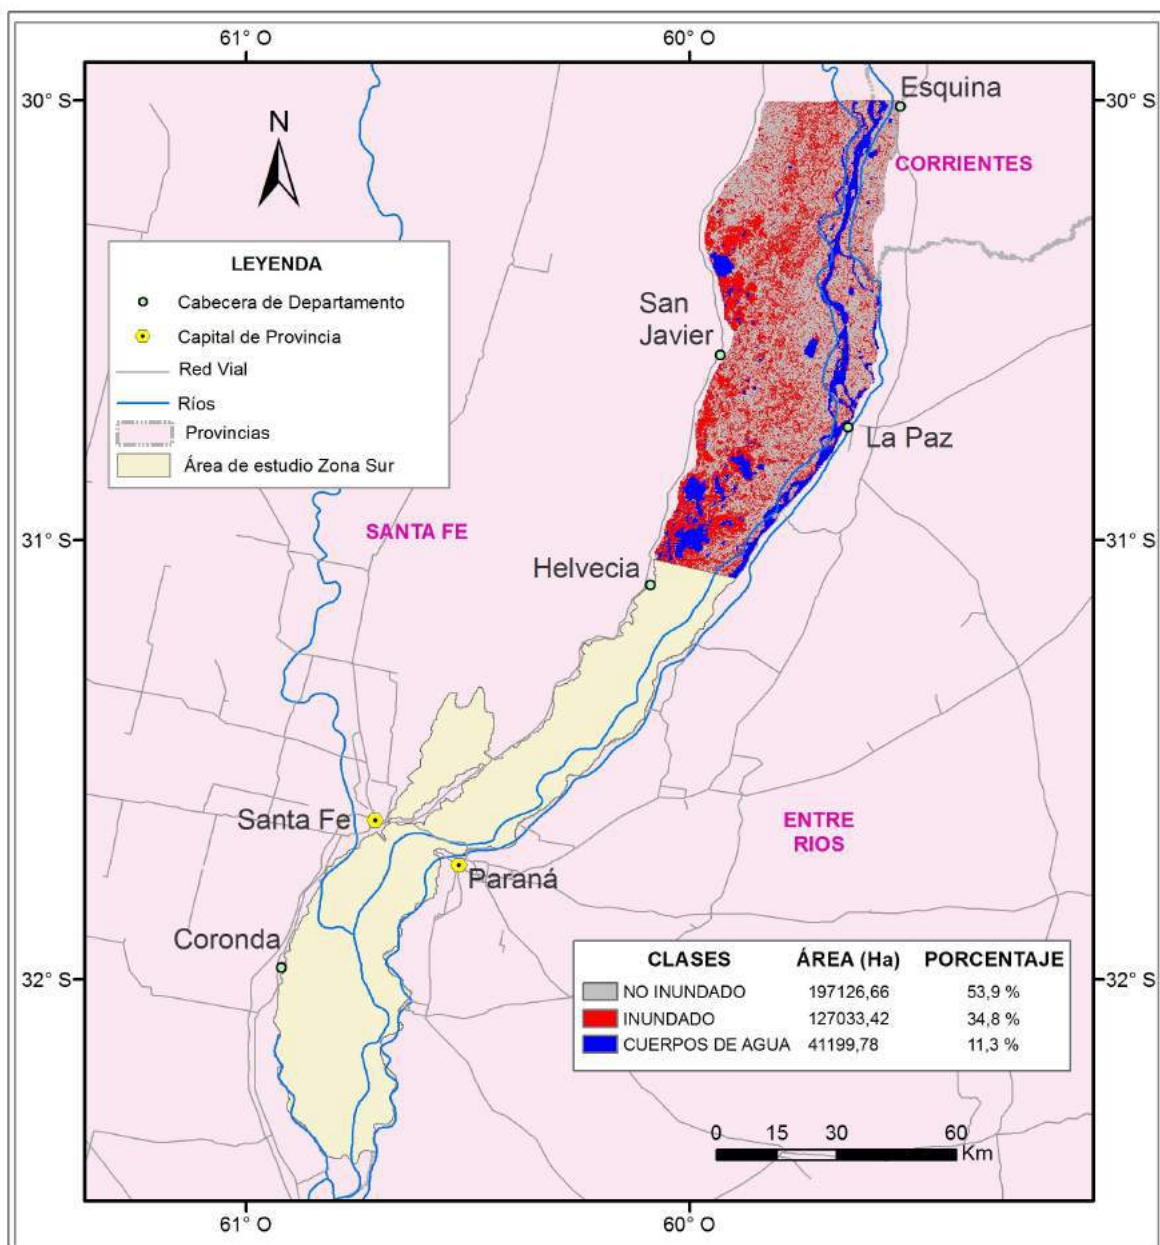 61° O
60° O
30° S
30° S
Esquina
CORRIENTES
N
LEYENDA
Cabecera de Departamento
Capital de Provincia
Red Vial
Ríos
Provincias
Área de estudio Zona Sur
San
Javier
La Paz
SANTA FE
31° S
31° S
Helvecia
Santa Fe
ENTRE
RIOS
Paraná
Coronda
32° S
32° S
CLASES ÁREA (Ha) PORCENTAJE
NO INUNDADO 197126,66 53,9 %
INUNDADO 127033,42 34,8 %
CUERPOS DE AGUA 41199,78 11,3 %
0 15 30 60
Km
61° O
60° O